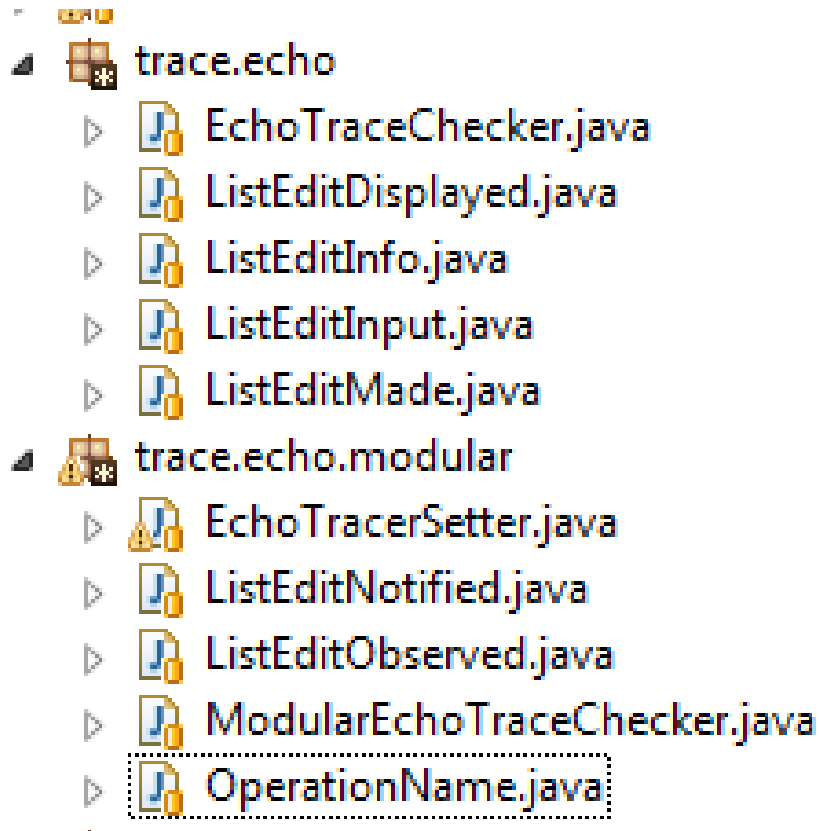 trace.echo
EchoTraceChecker.java
ListEditDisplayed.java
ListEditInfo.java
ListEditInput.java
ListEditMade.java
trace.echo.modular
EchoTracerSetter.java
ListEditNotified.java
ListEditObserved.java
ModularEchoTraceChecker.java
OperationName.java